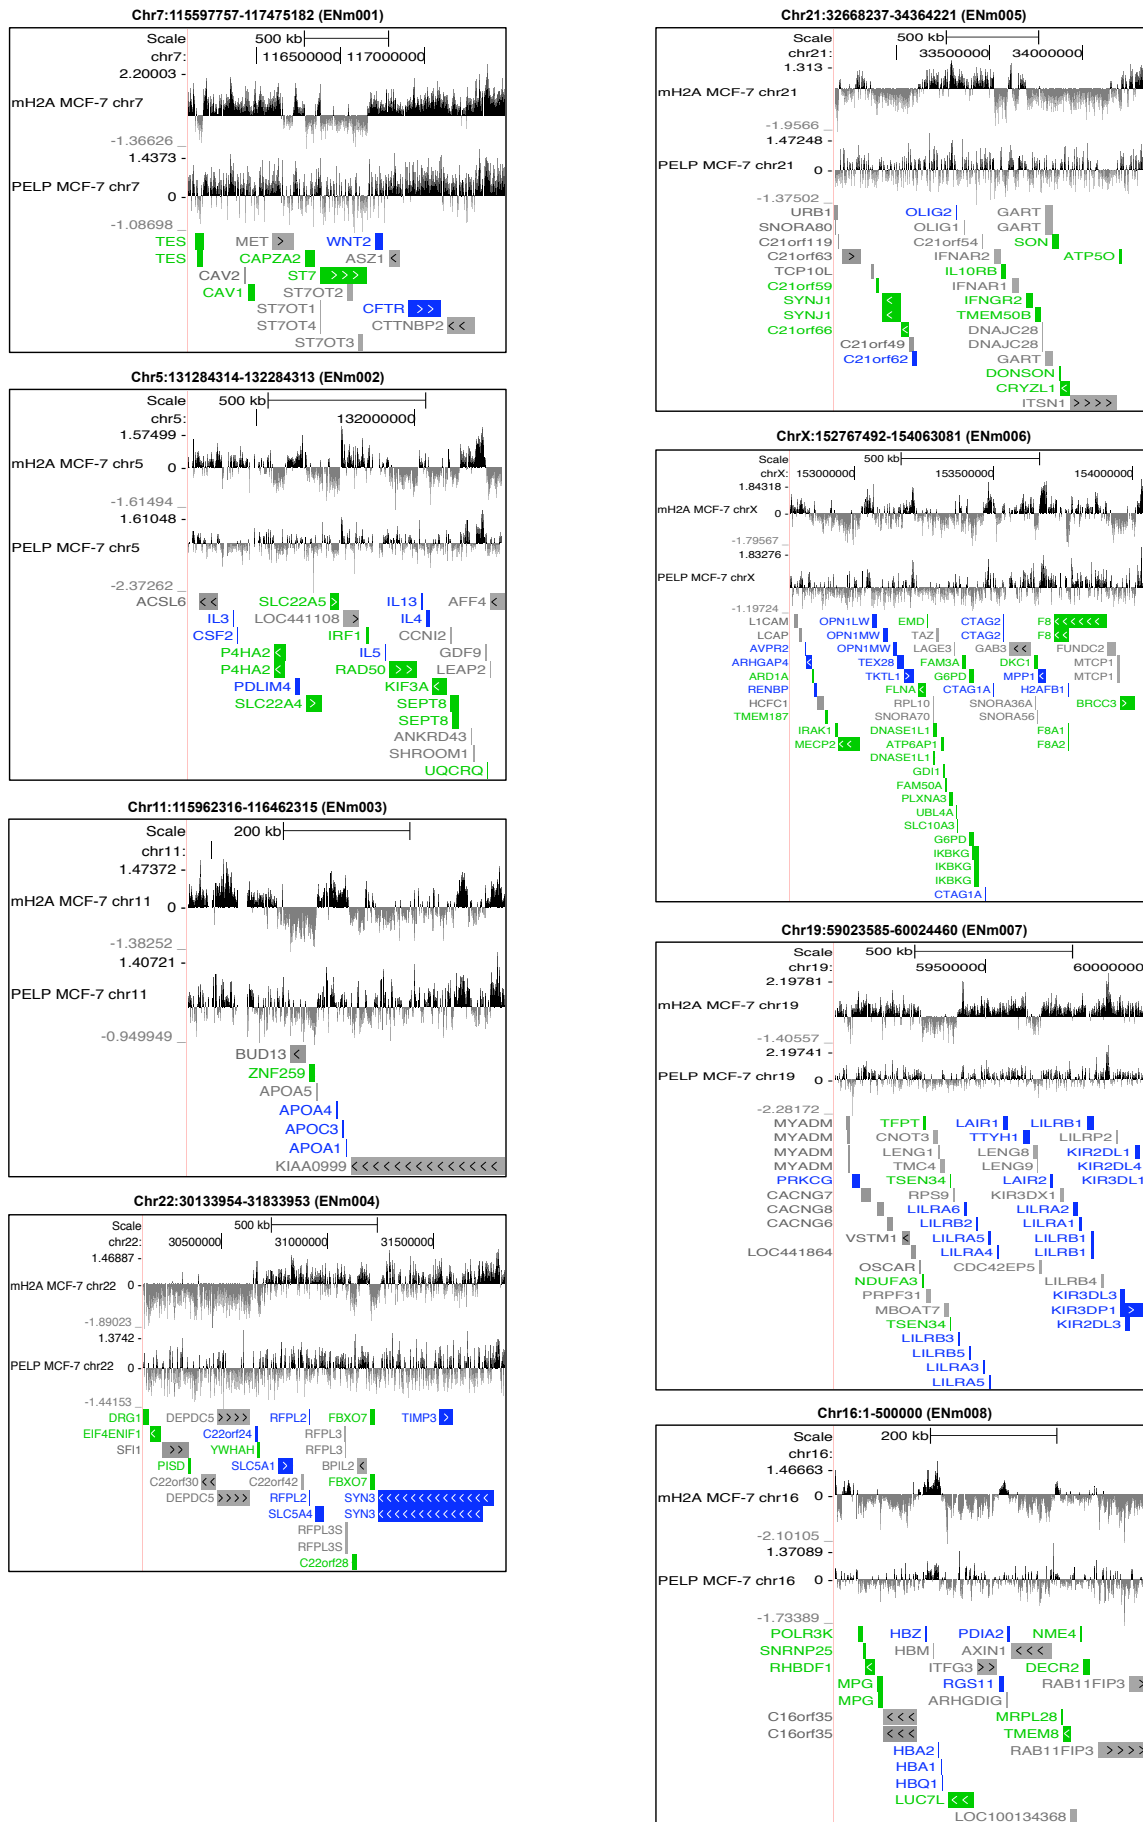 Chr7:115597757-117475182 (ENm001)
Scale 500 kb
chr7: 116500000 117000000
2.20003 -
mH2A MCF-7 chr7
-1.36626 _
1.4373 -
PELP MCF-7 chr7 0 -
-1.08698 _
TES MET > WNT2
TES CAPZA2 ASZ1 <
CAV2 ST7 > > >
CAV1 ST7OT2
ST7OT1 CFTR > >
ST7OT4 CTTNBP2 < <
ST7OT3
Chr5:131284314-132284313 (ENm002)
Scale 500 kb
chr5: 132000000
1.57499 -
mH2A MCF-7 chr5 0 -
-1.61494 _
1.61048 -
PELP MCF-7 chr5
-2.37262 _
ACSL6 < < SLC22A5 > IL13 AFF4 <
IL3 LOC441108 > IL4
CSF2 IRF1 CCNI2
P4HA2 < IL5 GDF9
P4HA2 < RAD50 > > LEAP2
PDLIM4 KIF3A <
SLC22A4 > SEPT8
SEPT8
ANKRD43
SHROOM1
UQCRQ
Chr11:115962316-116462315 (ENm003)
Scale 200 kb
chr11:
1.47372 -
mH2A MCF-7 chr11 0 -
-1.38252 _
1.40721 -
PELP MCF-7 chr11
-0.949949 _
BUD13 <
ZNF259
APOA5
APOA4
APOC3
APOA1
KIAA0999 < < < < < < < < < < < <
Chr22:30133954-31833953 (ENm004)
Scale 500 kb
chr22: 30500000 31000000 31500000
1.46887 -
mH2A MCF-7 chr22 0 -
-1.89023 _
1.3742 -
PELP MCF-7 chr22 0 -
-1.44153 _
DRG1 DEPDC5 >>>> RFPL2 FBXO7 TIMP3 >
EIF4ENIF1 < C22orf24 RFPL3
SFI1 >> YWHAH RFPL3
PISD SLC5A1 > BPIL2 <
C22orf30 << C22orf42 FBXO7
DEPDC5 >>>> RFPL2 SYN3 <<<<<<<<<<<<<
SLC5A4 SYN3 <<<<<<<<<<<<
RFPL3S
RFPL3S
C22orf28
Chr21:32668237-34364221 (ENm005)
Scale 500 kb
chr21: 33500000 34000000
1.313 -
mH2A MCF-7 chr21
-1.9566 _
1.47248 -
PELP MCF-7 chr21 0 -
-1.37502 _
URB1 OLIG2 GART
SNORA80 OLIG1 GART
C21orf119 C21orf54 SON
C21orf63 > IFNAR2 ATP5O
TCP10L IL10RB
C21orf59 IFNAR1
SYNJ1 < IFNGR2
SYNJ1 < TMEM50B
C21orf66 < DNAJC28
C21orf49 DNAJC28
C21orf62 GART
DONSON
CRYZL1 <
ITSN1 > > > >
ChrX:152767492-154063081 (ENm006)
Scale 500 kb
chrX: 153000000 153500000 154000000
1.84318 -
mH2A MCF-7 chrX 0 -
-1.79567 _
1.83276 -
PELP MCF-7 chrX
-1.19724 _
L1CAM OPN1LW EMD CTAG2 F8 <<<<<<
LCAP OPN1MW TAZ CTAG2 F8 <<
AVPR2 OPN1MW LAGE3 GAB3 << FUNDC2
ARHGAP4 < TEX28 FAM3A DKC1 MTCP1
ARD1A TKTL1 > G6PD MPP1 < MTCP1
RENBP FLNA < CTAG1A H2AFB1 BRCC3 >
HCFC1 RPL10 SNORA36A
TMEM187 SNORA70 SNORA56
IRAK1 DNASE1L1 F8A1
MECP2 << ATP6AP1 F8A2
DNASE1L1
GDI1
FAM50A
PLXNA3
UBL4A
SLC10A3
G6PD
IKBKG
IKBKG
IKBKG
CTAG1A
Chr19:59023585-60024460 (ENm007)
Scale 500 kb
chr19: 59500000 60000000
2.19781 -
mH2A MCF-7 chr19
-1.40557 _
2.19741 -
PELP MCF-7 chr19 0 -
-2.28172 _
MYADM TFPT LAIR1 LILRB1
MYADM CNOT3 TTYH1 LILRP2
MYADM LENG1 LENG8 KIR2DL1
MYADM TMC4 LENG9 KIR2DL4
PRKCG TSEN34 LAIR2 KIR3DL1
CACNG7 RPS9 KIR3DX1
CACNG8 LILRA6 LILRA2
CACNG6 LILRB2 LILRA1
VSTM1 < LILRA5 LILRB1
LOC441864 LILRA4 LILRB1
OSCAR CDC42EP5
NDUFA3 LILRB4
PRPF31 KIR3DL3
MBOAT7 KIR3DP1 >
TSEN34 KIR2DL3
LILRB3
LILRB5
LILRA3
LILRA5
Chr16:1-500000 (ENm008)
Scale 200 kb
chr16:
1.46663 -
mH2A MCF-7 chr16
-2.10105 _
1.37089 -
PELP MCF-7 chr16 0 -
-1.73389 _
POLR3K HBZ PDIA2 NME4
SNRNP25 HBM AXIN1 < < <
RHBDF1 < ITFG3 > > DECR2
MPG RGS11 RAB11FIP3 >
MPG ARHGDIG
C16orf35 < < < MRPL28
C16orf35 < < < TMEM8 <
HBA2 RAB11FIP3 > > > >
HBA1
HBQ1
LUC7L < <
LOC100134368